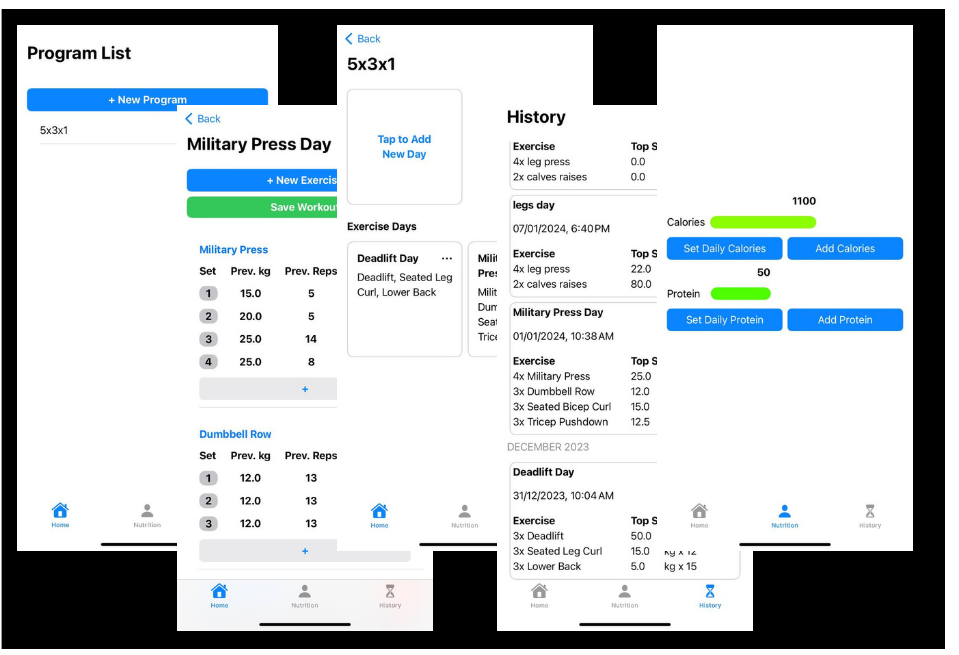 Program List
+ New Program
5x3x1
Home
Nutrition
Back
Military Press Day
+ New Exercis
Save Workou
Military Press
Set Prev. kg Prev. Reps
1 15.0 5
2 20.0 5
3 25.0 14
4 25.0 8
+
Dumbbell Row
Set Prev. kg Prev. Reps
1 12.0 13
2 12.0 13
3 12.0 13
+
Home Nutrition History
Back
5x3x1
Tap to Add
New Day
Exercise Days
Deadlift Day ...
Deadlift, Seated Leg
Curl, Lower Back
Milit
Pres
Milit
Dum
Seat
Trice
Home Nutrition
History
Exercise Top S
4x leg press 0.0
2x calves raises 0.0
legs day
07/01/2024, 6:40 PM
Exercise Top S
4x leg press 22.0
2x calves raises 80.0
Military Press Day
01/01/2024, 10:38 AM
Exercise Top S
4x Military Press 25.0
3x Dumbbell Row 12.0
3x Seated Bicep Curl 15.0
3x Tricep Pushdown 12.5
DECEMBER 2023
Deadlift Day
31/12/2023, 10:04 AM
Exercise Top S
3x Deadlift 50.0
3x Seated Leg Curl 15.0 kg x 12
3x Lower Back 5.0 kg x 15
Home Nutrition History
1100
Calories
Set Daily Calories Add Calories
50
Protein
Set Daily Protein Add Protein
Home Nutrition History